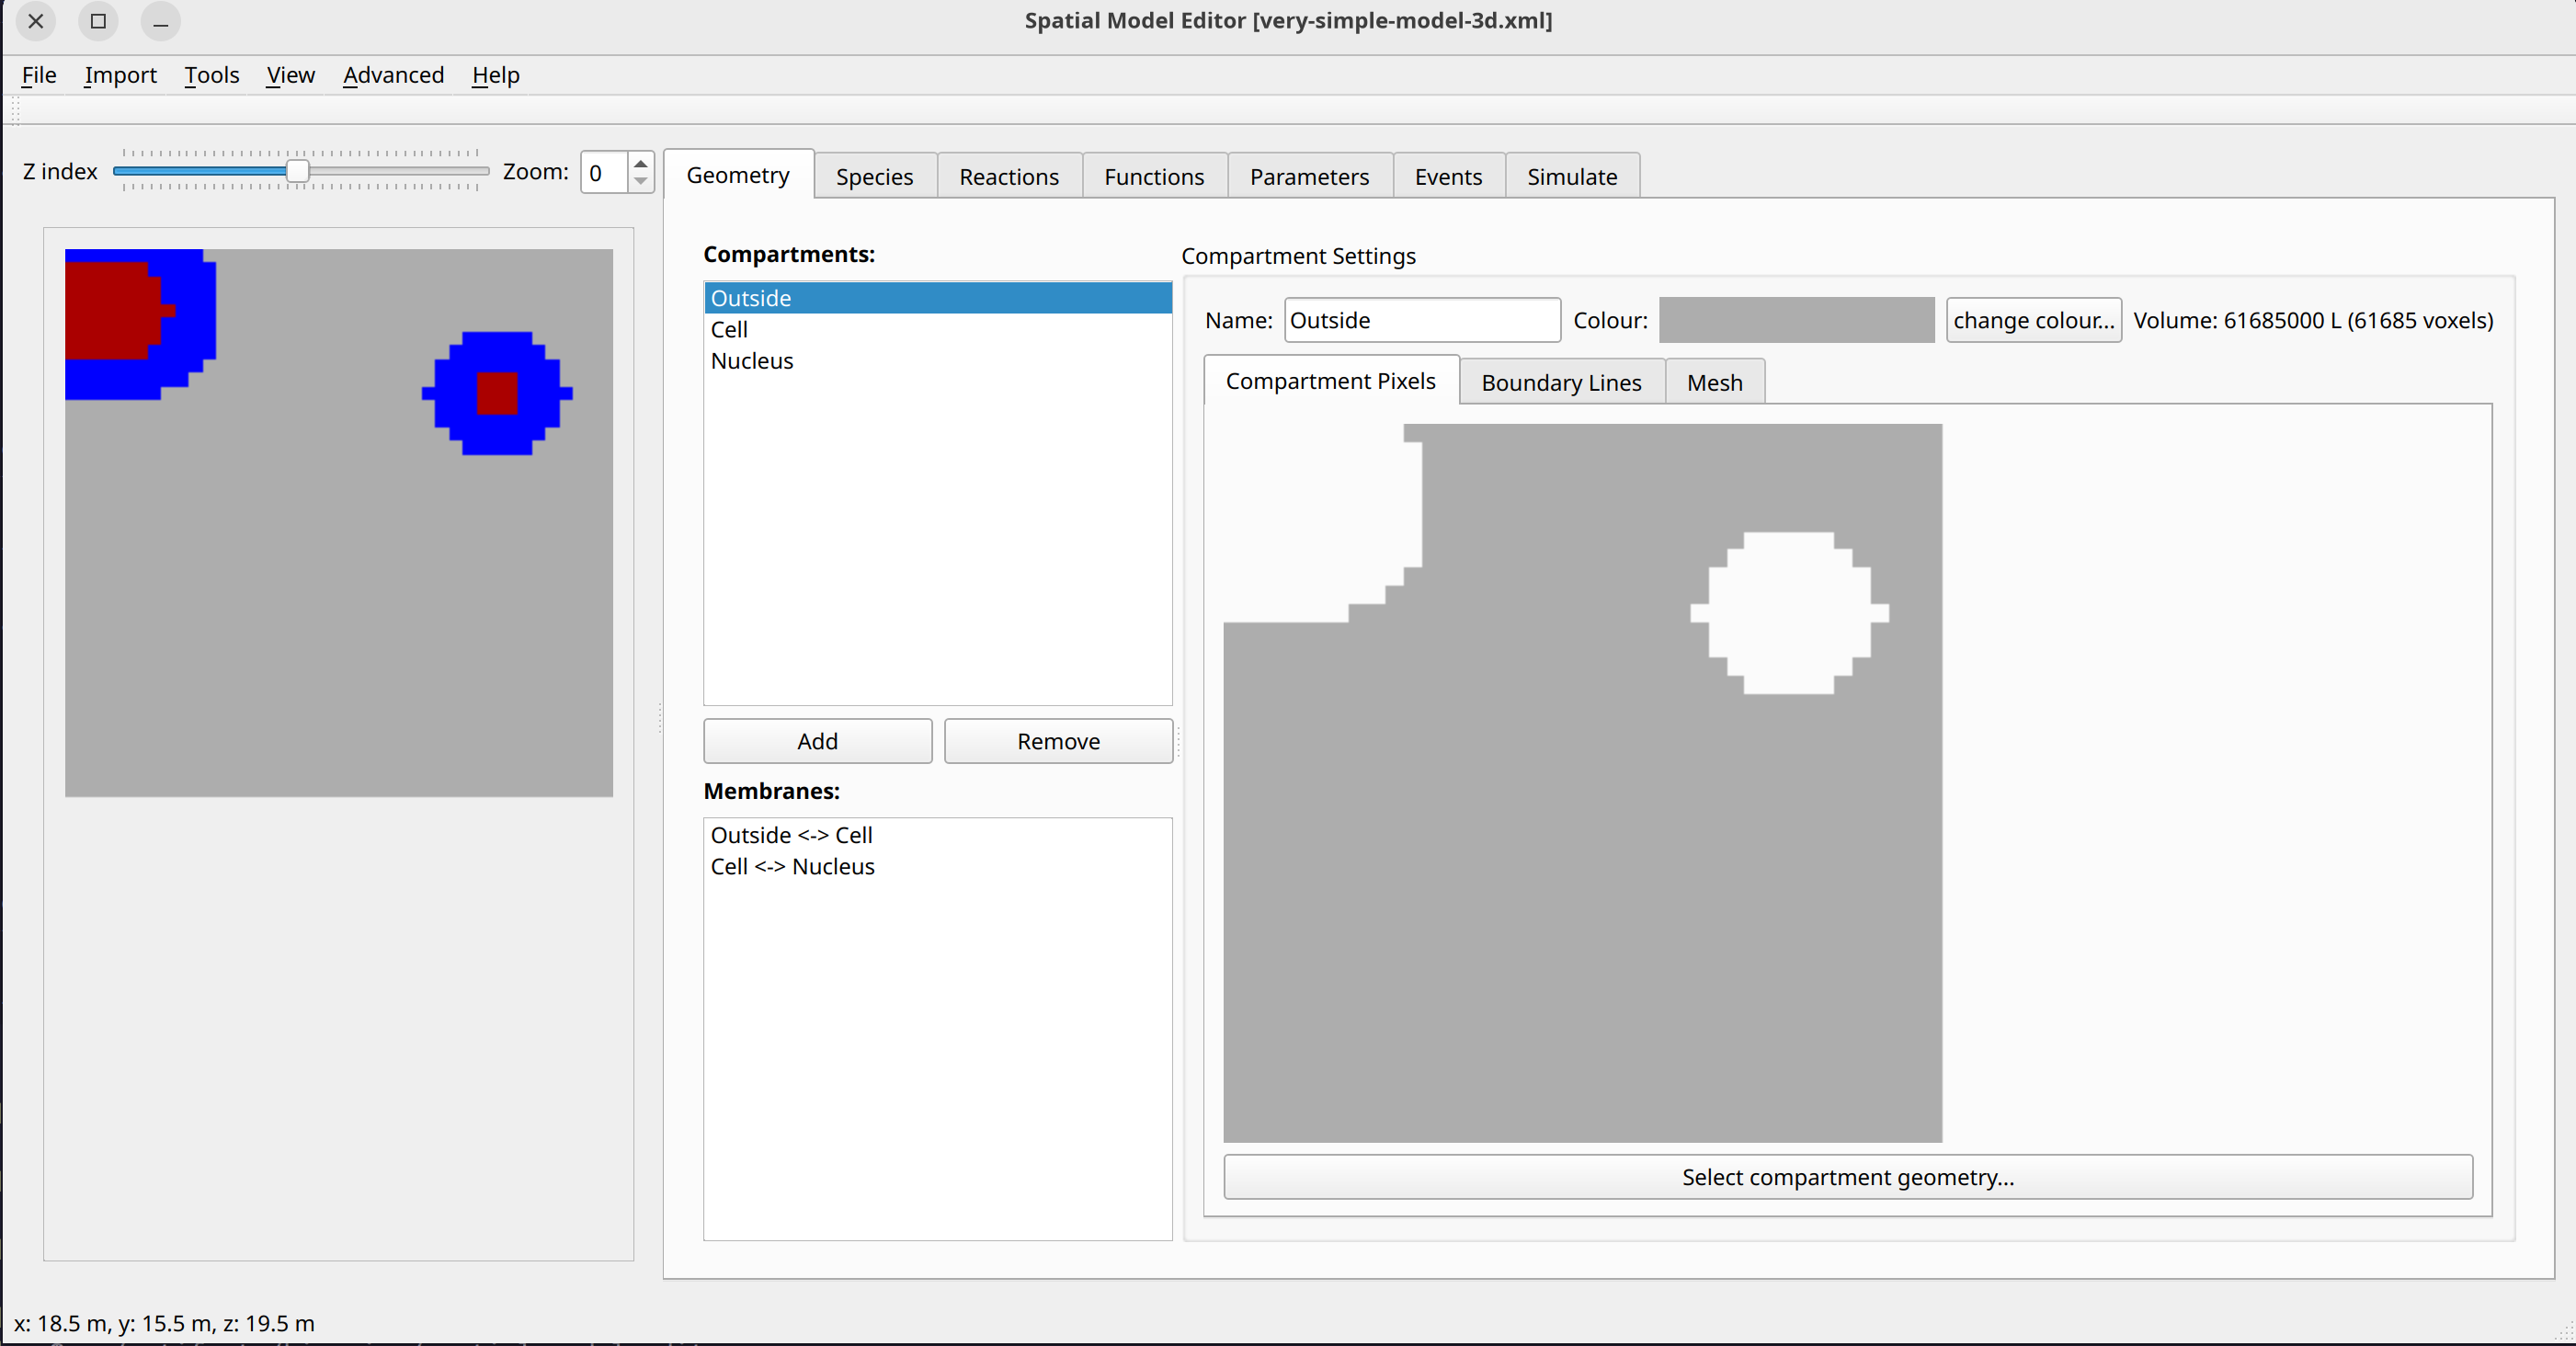 Spatial Model Editor [very-simple-model-3d.xml]
File Import Tools View Advanced Help
Z index Zoom: 0
Geometry Species Reactions Functions Parameters Events Simulate
Compartments:
Outside
Cell
Nucleus
Add Remove
Membranes:
Outside <-> Cell
Cell <-> Nucleus
Compartment Settings
Name: Outside Colour: change colour... Volume: 61685000 L (61685 voxels)
Compartment Pixels Boundary Lines Mesh
Select compartment geometry...
x: 18.5 m, y: 15.5 m, z: 19.5 m